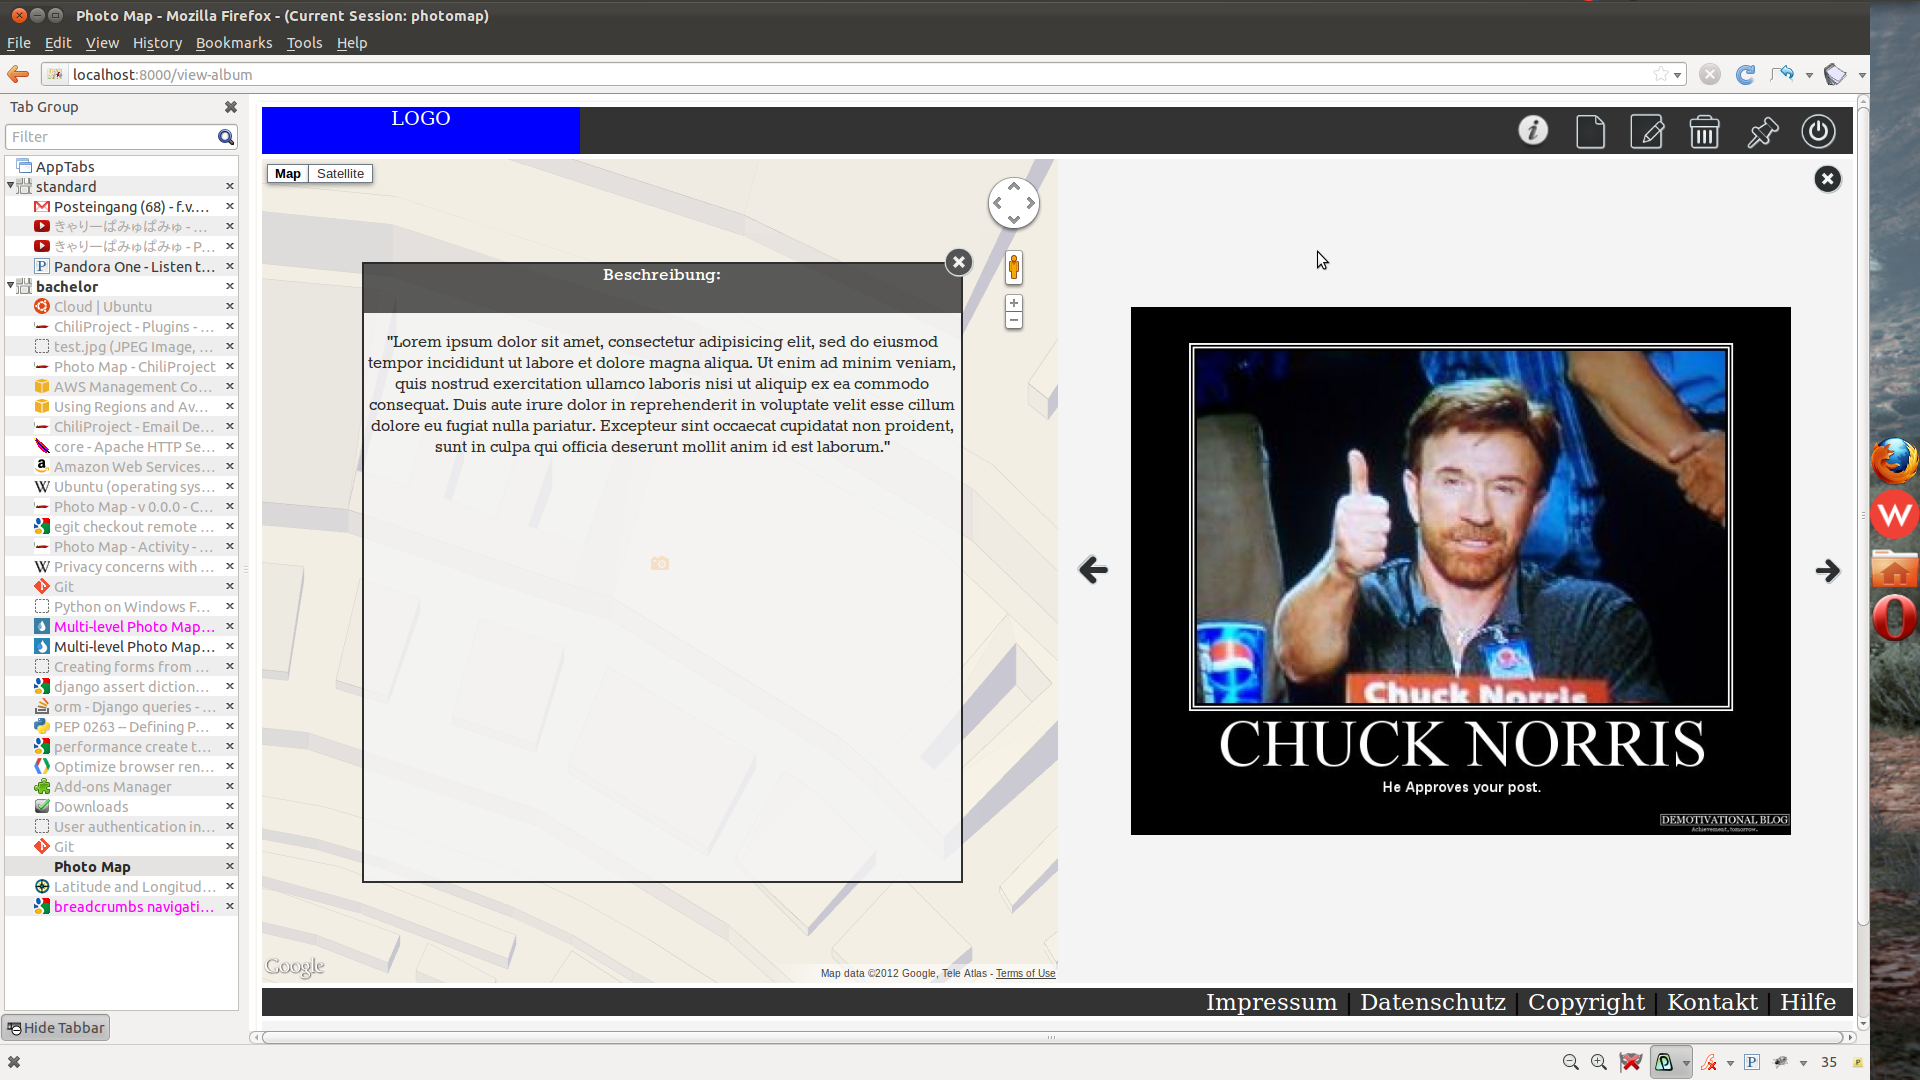 Photo Map - Mozilla Firefox - (Current Session: photomap)
File Edit View History Bookmarks Tools Help
localhost:8000/view-album
Tab Group
Filter
AppTabs
standard
Posteingang (68) - f.v....
きゃりーぱみゅぱみゅ - ...
きゃりーぱみゅぱみゅ - P...
Pandora One - Listen t...
bachelor
Cloud | Ubuntu
ChiliProject - Plugins - ...
test.jpg (JPEG Image, ...
Photo Map - ChiliProject
AWS Management Co...
Using Regions and Av...
ChiliProject - Email De...
core - Apache HTTP Se...
Amazon Web Services...
Ubuntu (operating sys...
Photo Map - v 0.0.0 - C...
egit checkout remote ...
Photo Map - Activity - ...
Privacy concerns with ...
Git
Python on Windows F...
Multi-level Photo Map...
Multi-level Photo Map...
Creating forms from ...
django assert diction...
orm - Django queries - ...
PEP 0263 -- Defining P...
performance create t...
Optimize browser ren...
Add-ons Manager
Downloads
User authentication in...
Git
Photo Map
Latitude and Longitud...
breadcrumbs navigati...
Hide Tabbar
LOGO
Map Satellite
Beschreibung:
"Lorem ipsum dolor sit amet, consectetur adipisicing elit, sed do eiusmod
tempor incididunt ut labore et dolore magna aliqua. Ut enim ad minim veniam,
quis nostrud exercitation ullamco laboris nisi ut aliquip ex ea commodo
consequat. Duis aute irure dolor in reprehenderit in voluptate velit esse cillum
dolore eu fugiat nulla pariatur. Excepteur sint occaecat cupidatat non proident,
sunt in culpa qui officia deserunt mollit anim id est laborum."
Google
Map data ©2012 Google, Tele Atlas - Terms of Use
Chuck Norris
CHUCK NORRIS
He Approves your post.
DEMOTIVATIONAL BLOG
Achievement, tomorrow.
Impressum | Datenschutz | Copyright | Kontakt | Hilfe
35